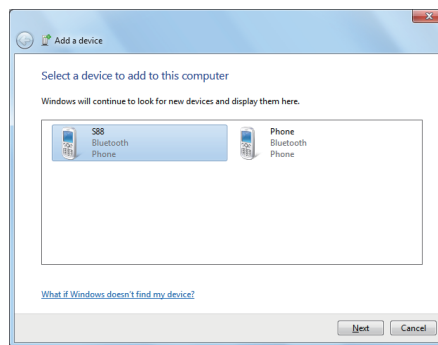 Add a device
Select a device to add to this computer
Windows will continue to look for new devices and display them here.
S88
Bluetooth
Phone
Phone
Bluetooth
Phone
What if Windows doesn't find my device?
Next
Cancel